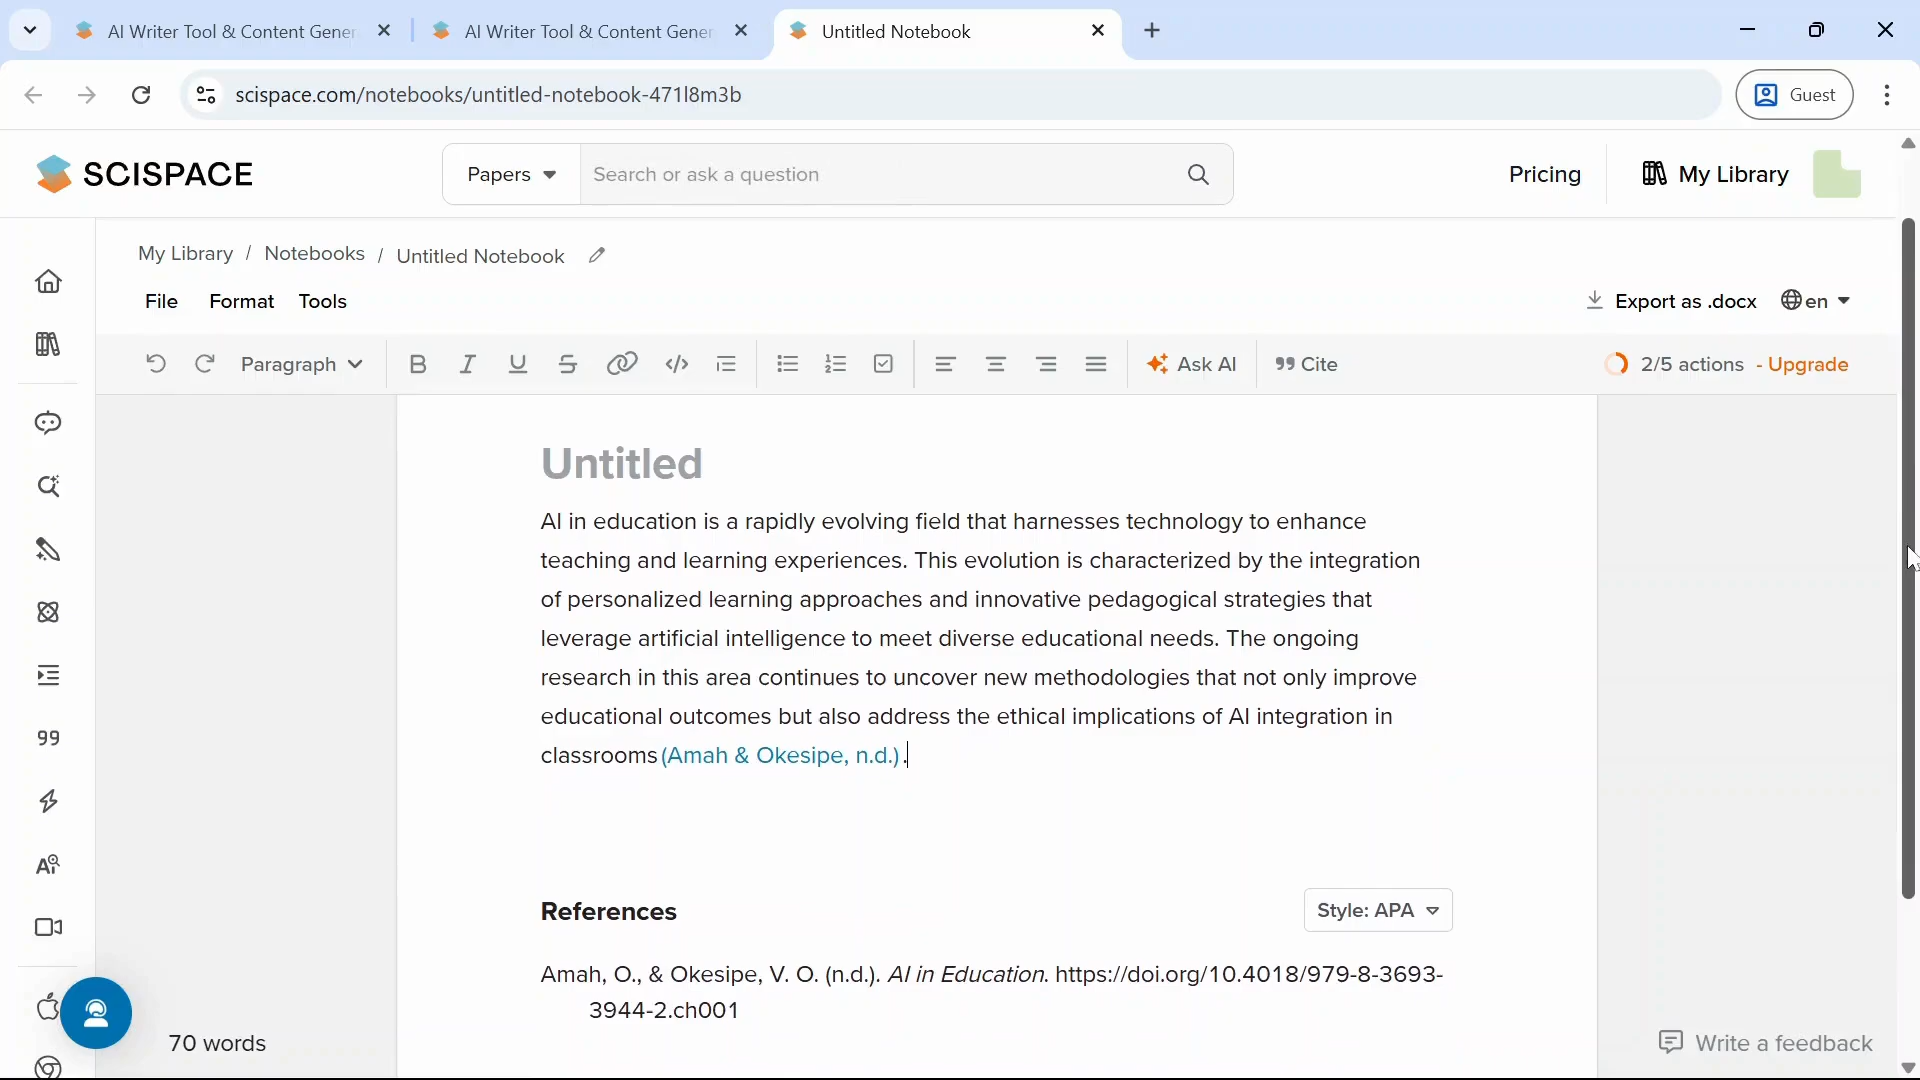 AI Writer Tool & Content Gener
AI Writer Tool & Content Gener
Untitled Notebook
scispace.com/notebooks/untitled-notebook-471l8m3b
Guest
SCISPACE
Papers
Search or ask a question
Pricing
My Library
My Library / Notebooks / Untitled Notebook
File Format Tools
Export as .docx
en
Paragraph
B I U S
Ask AI
Cite
2/5 actions - Upgrade
Untitled
AI in education is a rapidly evolving field that harnesses technology to enhance
teaching and learning experiences. This evolution is characterized by the integration
of personalized learning approaches and innovative pedagogical strategies that
leverage artificial intelligence to meet diverse educational needs. The ongoing
research in this area continues to uncover new methodologies that not only improve
educational outcomes but also address the ethical implications of AI integration in
classrooms (Amah & Okesipe, n.d.).
References
Style: APA
Amah, O., & Okesipe, V. O. (n.d.). AI in Education. https://doi.org/10.4018/979-8-3693-
3944-2.ch001
70 words
Write a feedback